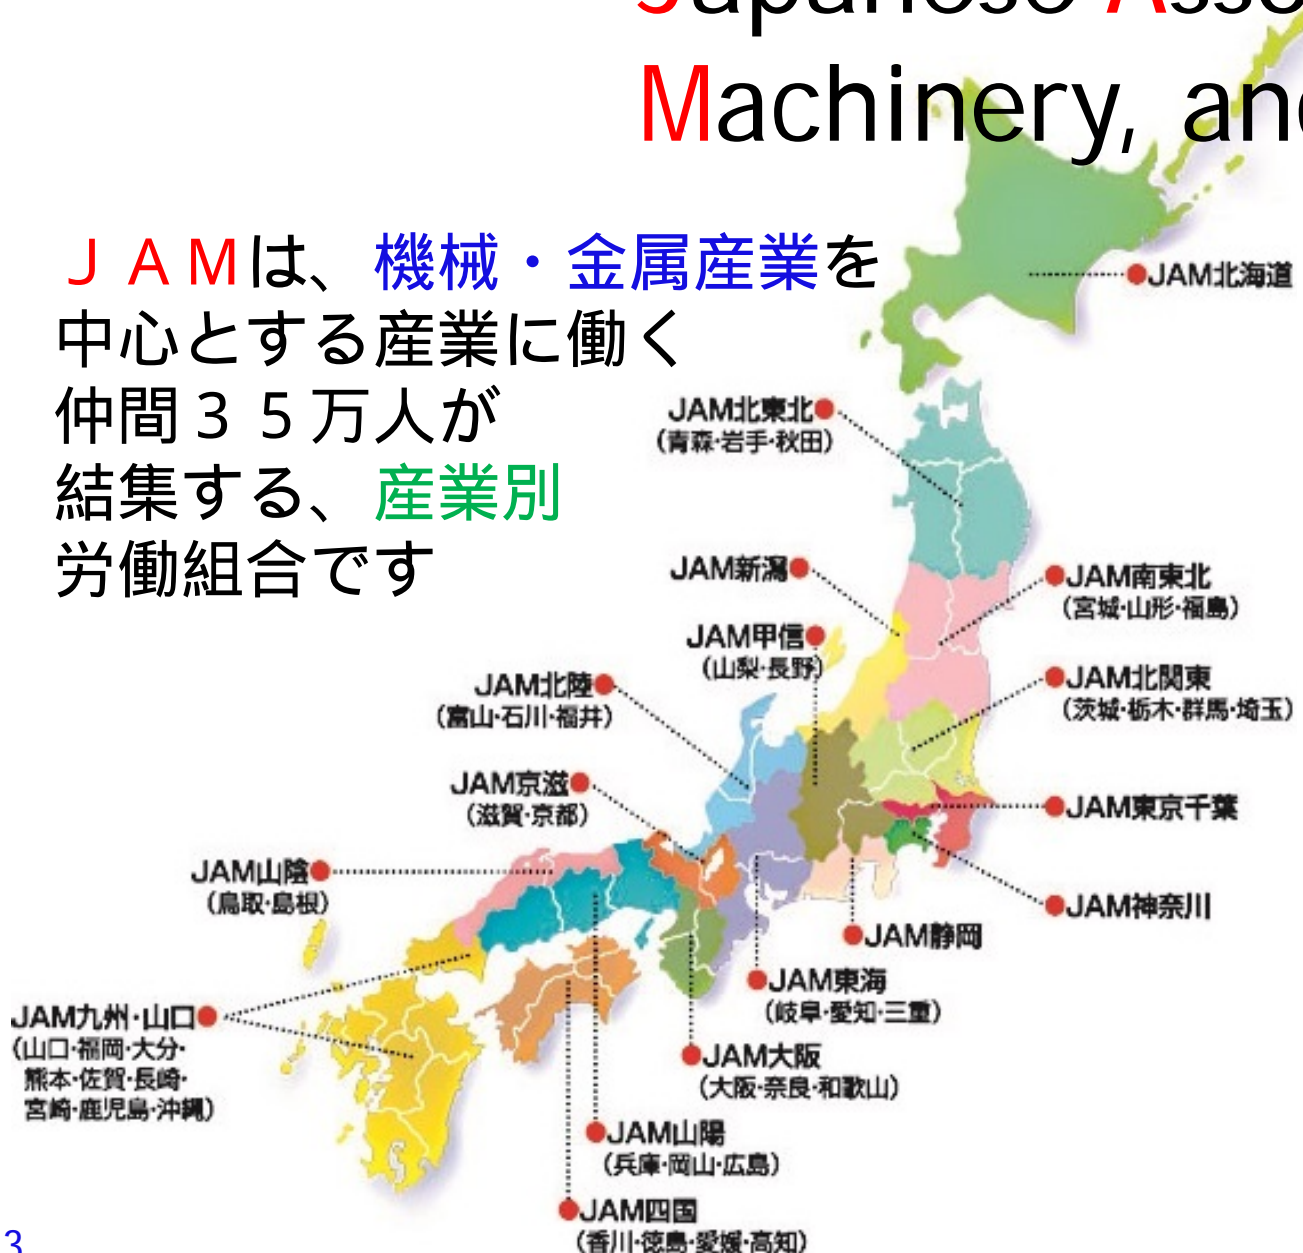 Japanese Asso
Machinery, and
ＪＡＭは、機械・金属産業を
中心とする産業に働く
仲間３５万人が
結集する、産業別
労働組合です
JAM北海道
JAM北東北
(青森･岩手･秋田)
JAM新潟
JAM南東北
(宮城･山形･福島)
JAM甲信
(山梨･長野)
JAM北関東
(茨城･栃木･群馬･埼玉)
JAM北陸
(富山･石川･福井)
JAM京滋
(滋賀･京都)
JAM東京千葉
JAM山陰
(鳥取･島根)
JAM神奈川
JAM静岡
JAM東海
(岐阜･愛知･三重)
JAM九州･山口
(山口･福岡･大分･
熊本･佐賀･長崎･
宮崎･鹿児島･沖縄)
JAM大阪
(大阪･奈良･和歌山)
JAM山陽
(兵庫･岡山･広島)
JAM四国
(香川･徳島･愛媛･高知)
3